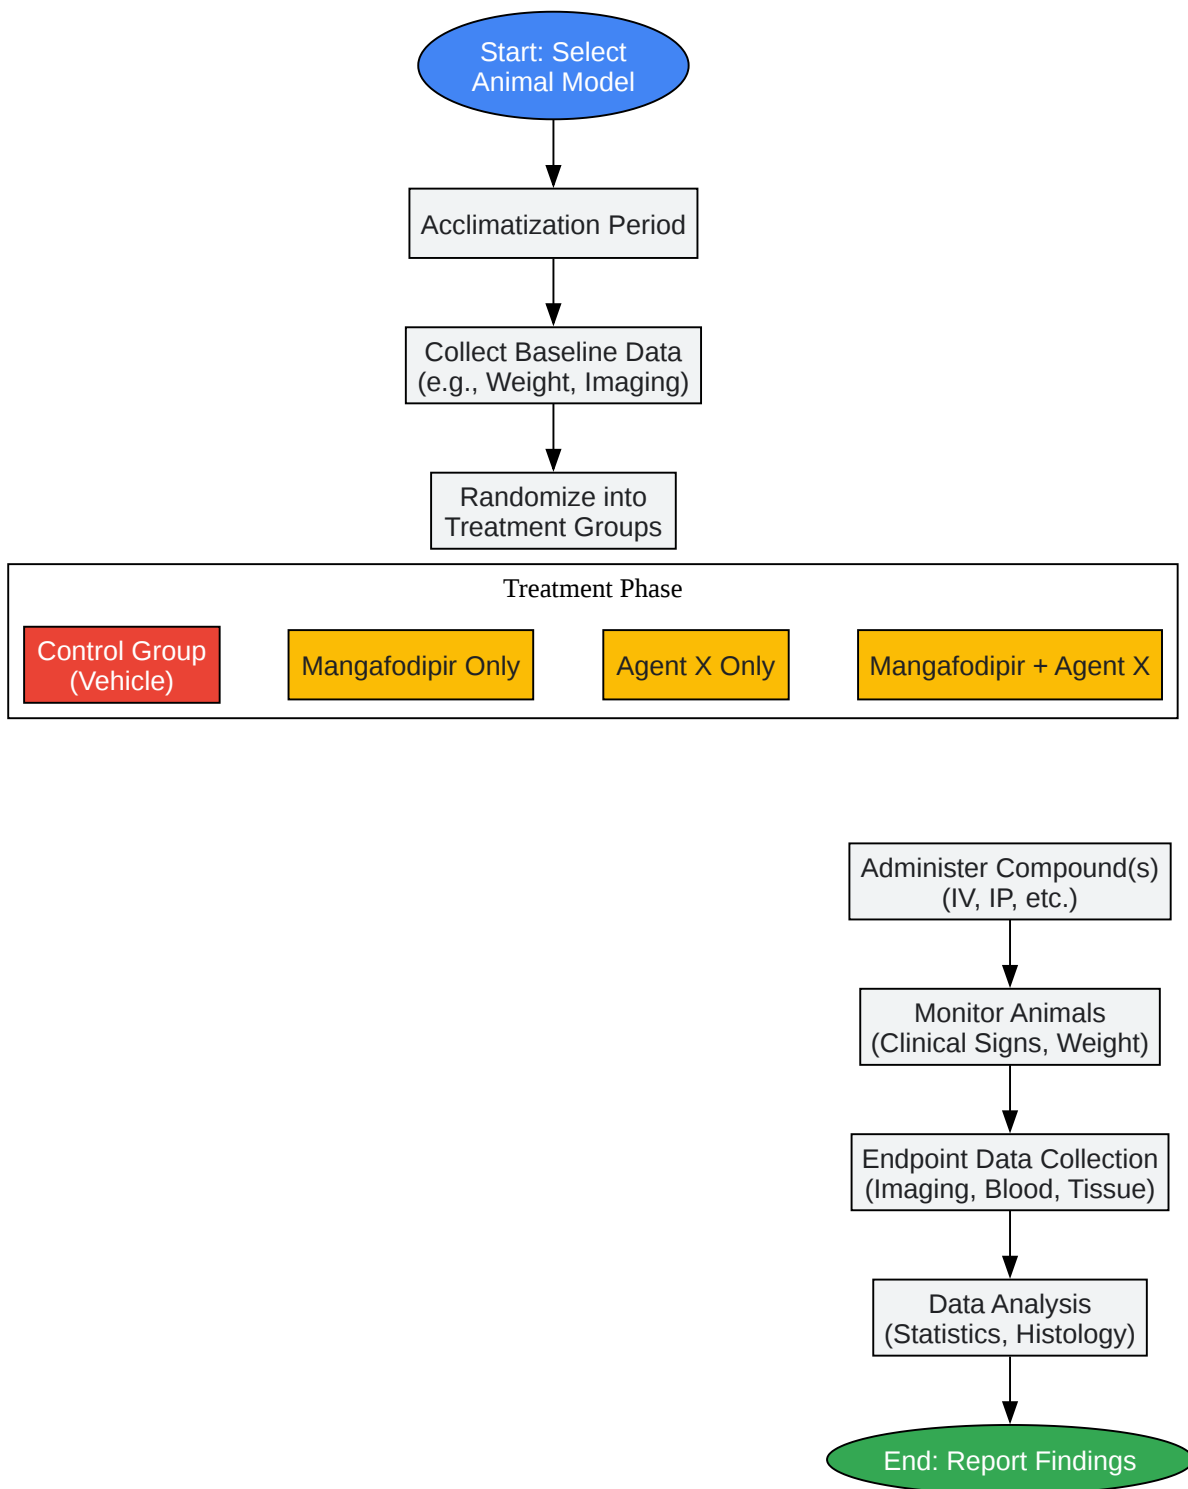 Start: Select
Animal Model
Acclimatization Period
Collect Baseline Data
(e.g., Weight, Imaging)
Randomize into
Treatment Groups
Treatment Phase
Control Group
(Vehicle)
Mangafodipir Only
Agent X Only
Mangafodipir + Agent X
Administer Compound(s)
(IV, IP, etc.)
Monitor Animals
(Clinical Signs, Weight)
Endpoint Data Collection
(Imaging, Blood, Tissue)
Data Analysis
(Statistics, Histology)
End: Report Findings